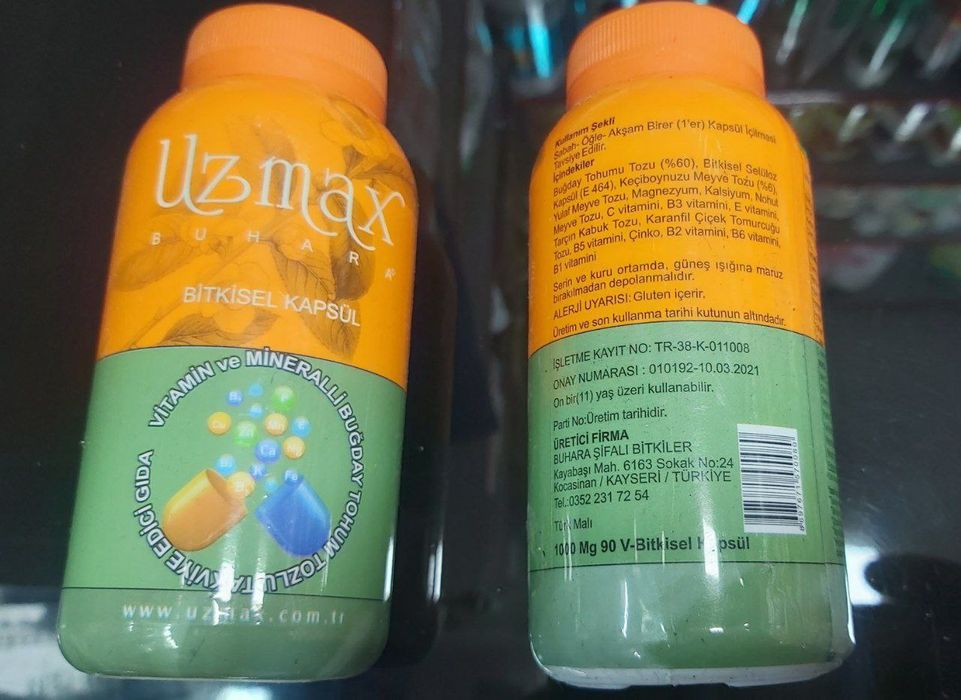 Uzmax
BUHARA
BİTKİSEL KAPSÜL
VİTAMİN ve MİNERALLİ BUĞDAY TOHUM TOZLU TAKVİYE EDİCİ GIDA
www.uzmax.com.tr
Kullanım Şekli
Sabah- Öğle- Akşam Birer (1'er) Kapsül İçilmesi
Tavsiye Edilir.
İçindekiler
Buğday Tohumu Tozu (%60), Bitkisel Selüloz
Kapsül (E 464), Keçiboynuzu Meyve Tozu (%6),
Yulaf Meyve Tozu, Magnezyum, Kalsiyum, Nohut
Meyve Tozu, C vitamini, B3 vitamini, E vitamini,
Tarçın Kabuk Tozu, Karanfil Çiçek Tomurcuğu
Tozu, B5 vitamini, Çinko, B2 vitamini, B6 vitamini,
B1 vitamini
Serin ve kuru ortamda, güneş ışığına maruz
bırakılmadan depolanmalıdır.
ALERJİ UYARISI: Gluten içerir.
Üretim ve son kullanma tarihi kutunun altındadır.
İŞLETME KAYIT NO: TR-38-K-011008
ONAY NUMARASI : 010192-10.03.2021
On bir(11) yaş üzeri kullanabilir.
Parti No:Üretim tarihidir.
ÜRETİCİ FİRMA
BUHARA ŞİFALI BİTKİLER
Kayabaşı Mah. 6163 Sokak No:24
Kocasinan / KAYSERİ / TÜRKİYE
Tel.:0352 231 72 54
Türk Malı
1000 Mg 90 V-Bitkisel Kapsül